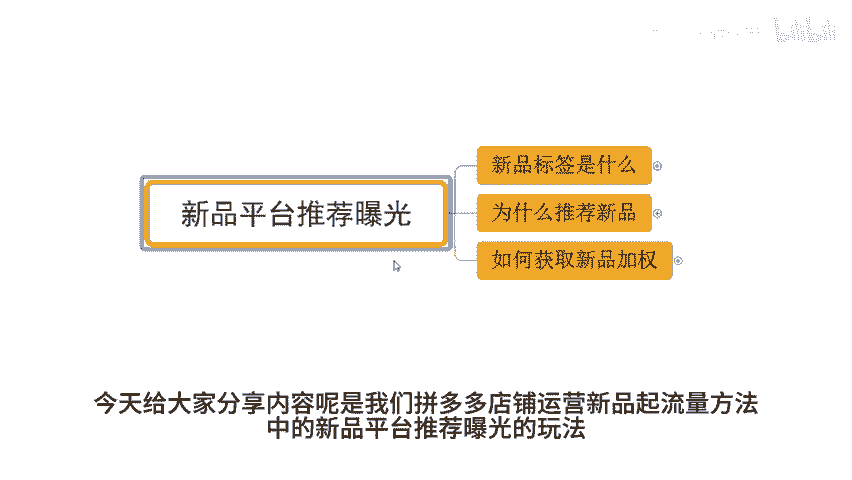 新品标签是什么
新品平台推荐曝光
为什么推荐新品
如何获取新品加权
今天给大家分享内容呢是我们拼多多店铺运营新品起流量方法
中的新品平台推荐曝光的玩法